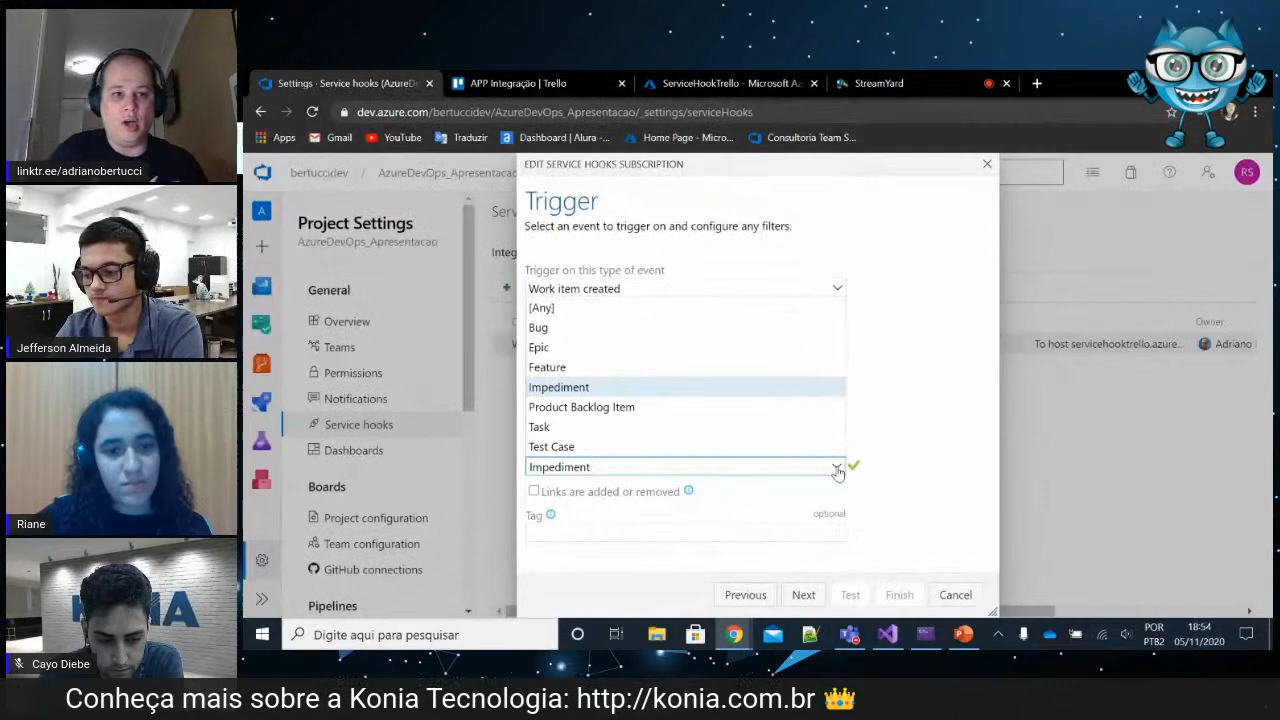 linktr.ee/adrianobertucci
Jefferson Almeida
Riane
KONIA
Cayo Diebe
Settings · Service hooks (AzureD
APP Integração | Trello
ServiceHookTrello - Microsoft Az
StreamYard
dev.azure.com/bertuccidev/AzureDevOps_Apresentacao/_settings/serviceHooks
Apps
Gmail
YouTube
Traduzir
Dashboard | Alura -...
Home Page - Micro...
Consultoria Team S...
bertuccidev / AzureDevOps_Apresentacao
RS
A
Project Settings
AzureDevOps_Apresentacao
General
Overview
Teams
Permissions
Notifications
Service hooks
Dashboards
Boards
Project configuration
Team configuration
GitHub connections
Pipelines
Serv
Integ
EDIT SERVICE HOOKS SUBSCRIPTION
Trigger
Select an event to trigger on and configure any filters.
Trigger on this type of event
Work item created
[Any]
Bug
Epic
Feature
Impediment
Product Backlog Item
Task
Test Case
Impediment
Links are added or removed
Tag
optional
Previous
Next
Test
Finish
Cancel
Owner
To host servicehooktrello.azure...
Adriano
Digite aqui para pesquisar
POR
PTB2
18:54
05/11/2020
Conheça mais sobre a Konia Tecnologia: http://konia.com.br